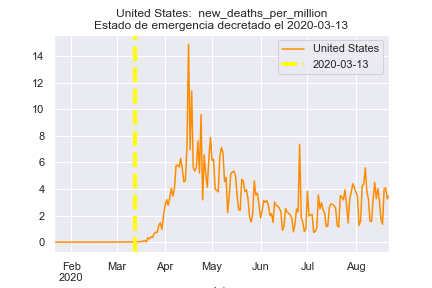 United States:  new_deaths_per_million
Estado de emergencia decretado el 2020-03-13
United States
2020-03-13
14
12
10
8
6
4
2
0
Feb Mar Apr May Jun Jul Aug
2020